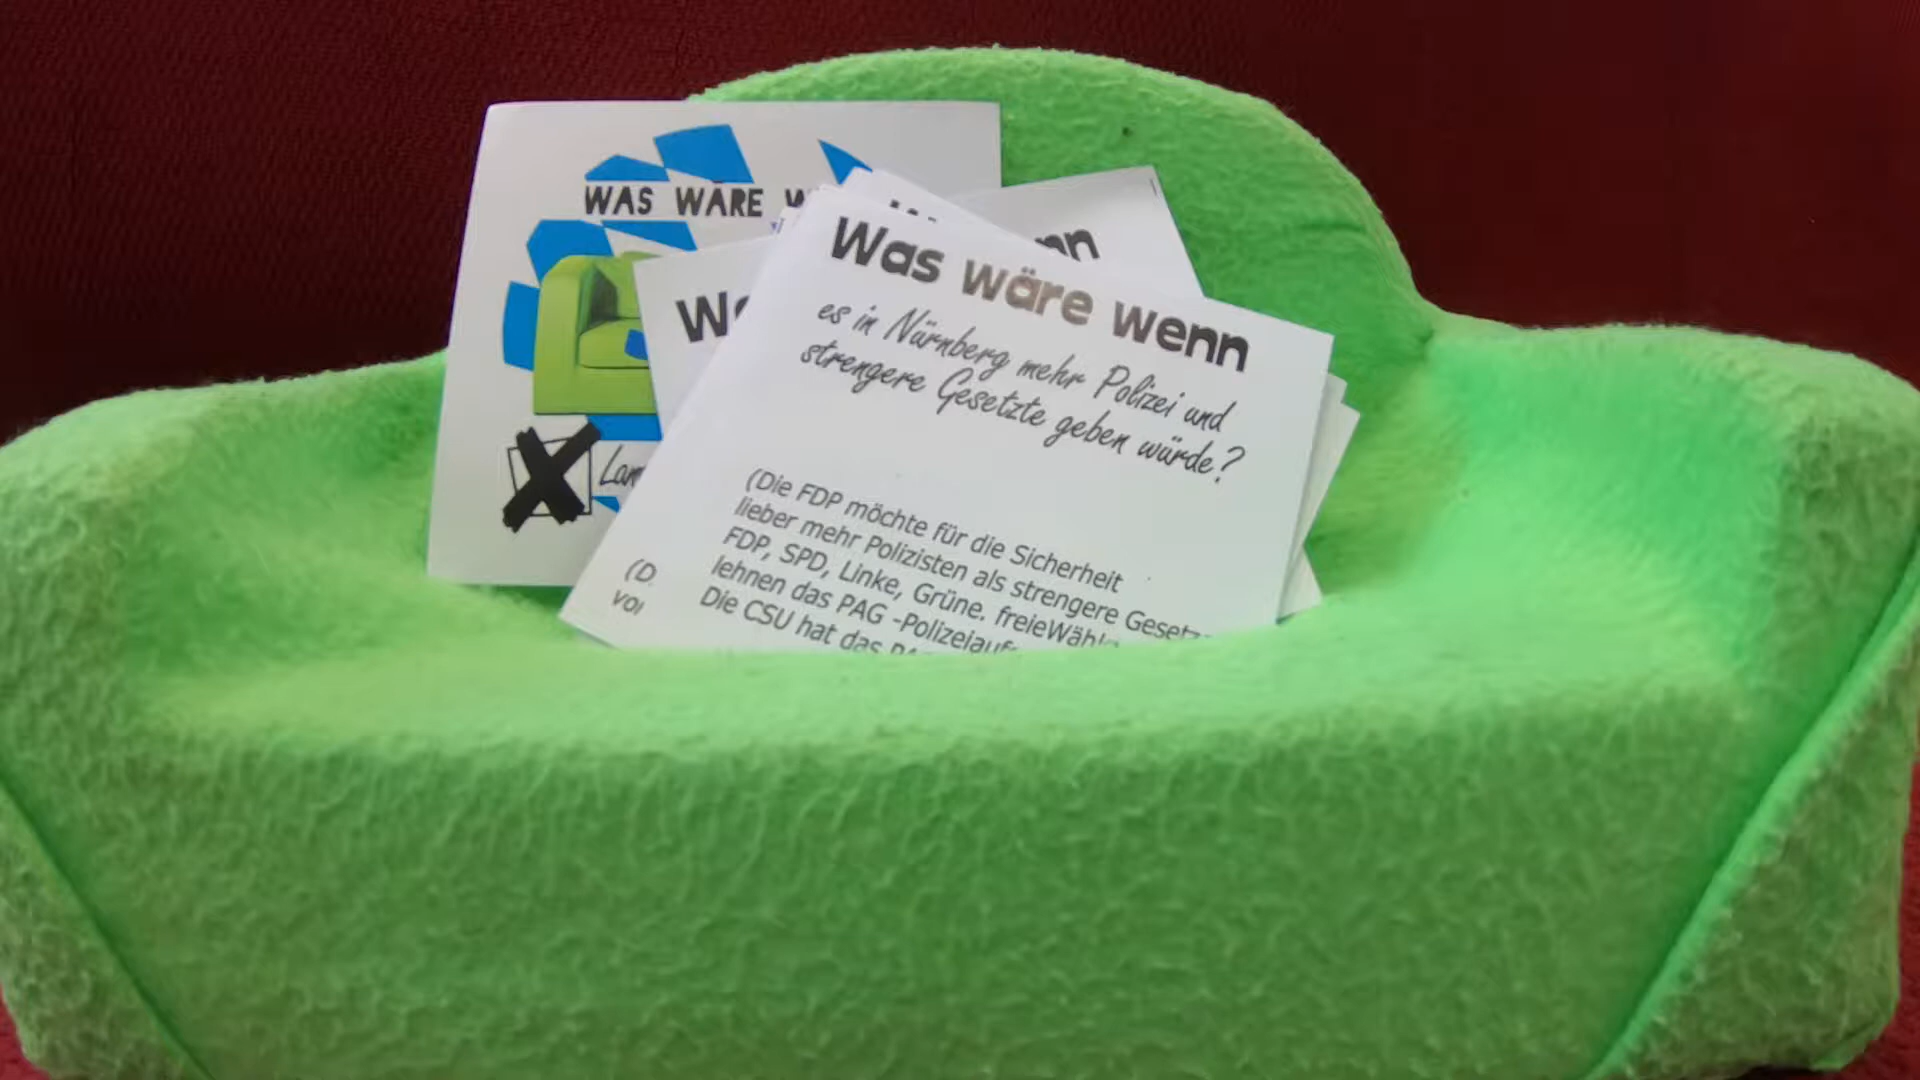 WAS WÄRE
Was wäre wenn
es in Nürnberg mehr Polizei und
strengere Gesetzte geben würde?
(Die FDP möchte für die Sicherheit
lieber mehr Polizisten als strengere
FDP, SPD, Linke, Grüne. freieWähl
lehnen das PAG -Polizeiauf
Die CSU hat das
(D
voi